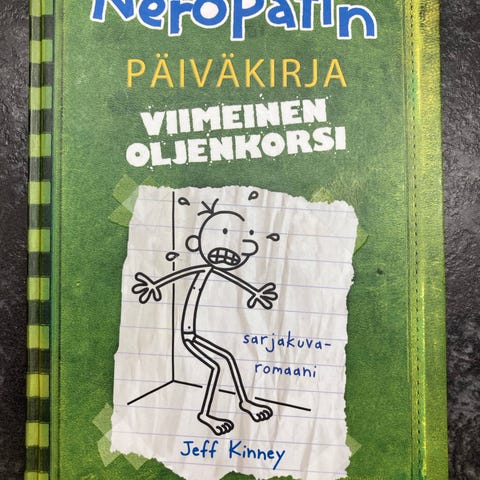 Neropatin
PÄIVÄKIRJA
VIIMEINEN
OLJENKORSI
sarjakuva-
romaani
Jeff Kinney